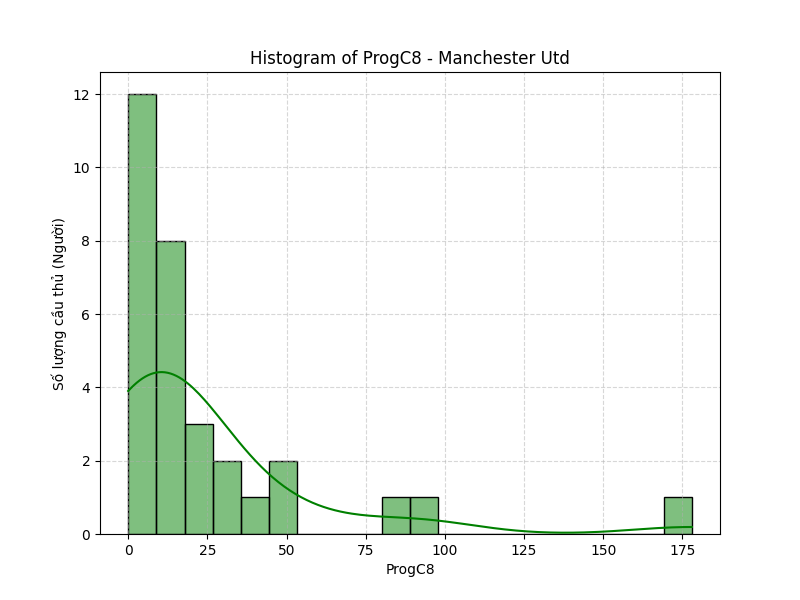 Histogram of ProgC8 - Manchester Utd
Số lượng cầu thủ (Người)
12
10
8
6
4
2
0
0 25 50 75 100 125 150 175
ProgC8